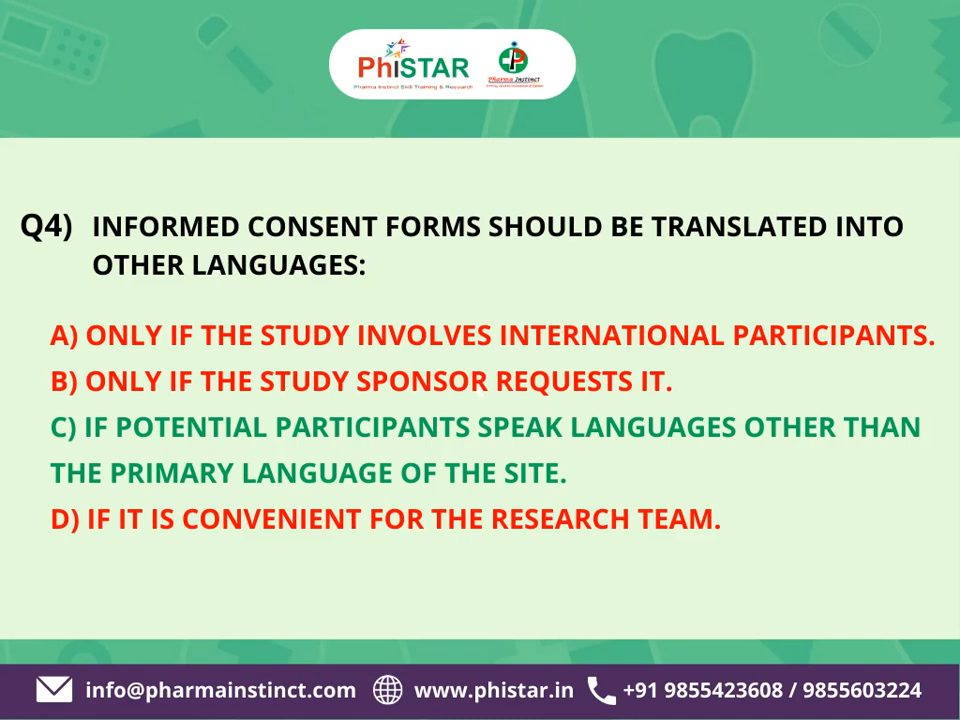 PhiSTAR
Pharma Instinct Skill Training & Research
Pharma Instinct
Q4) INFORMED CONSENT FORMS SHOULD BE TRANSLATED INTO
OTHER LANGUAGES:
A) ONLY IF THE STUDY INVOLVES INTERNATIONAL PARTICIPANTS.
B) ONLY IF THE STUDY SPONSOR REQUESTS IT.
C) IF POTENTIAL PARTICIPANTS SPEAK LANGUAGES OTHER THAN
THE PRIMARY LANGUAGE OF THE SITE.
D) IF IT IS CONVENIENT FOR THE RESEARCH TEAM.
info@pharmainstinct.com www.phistar.in +91 9855423608 / 9855603224